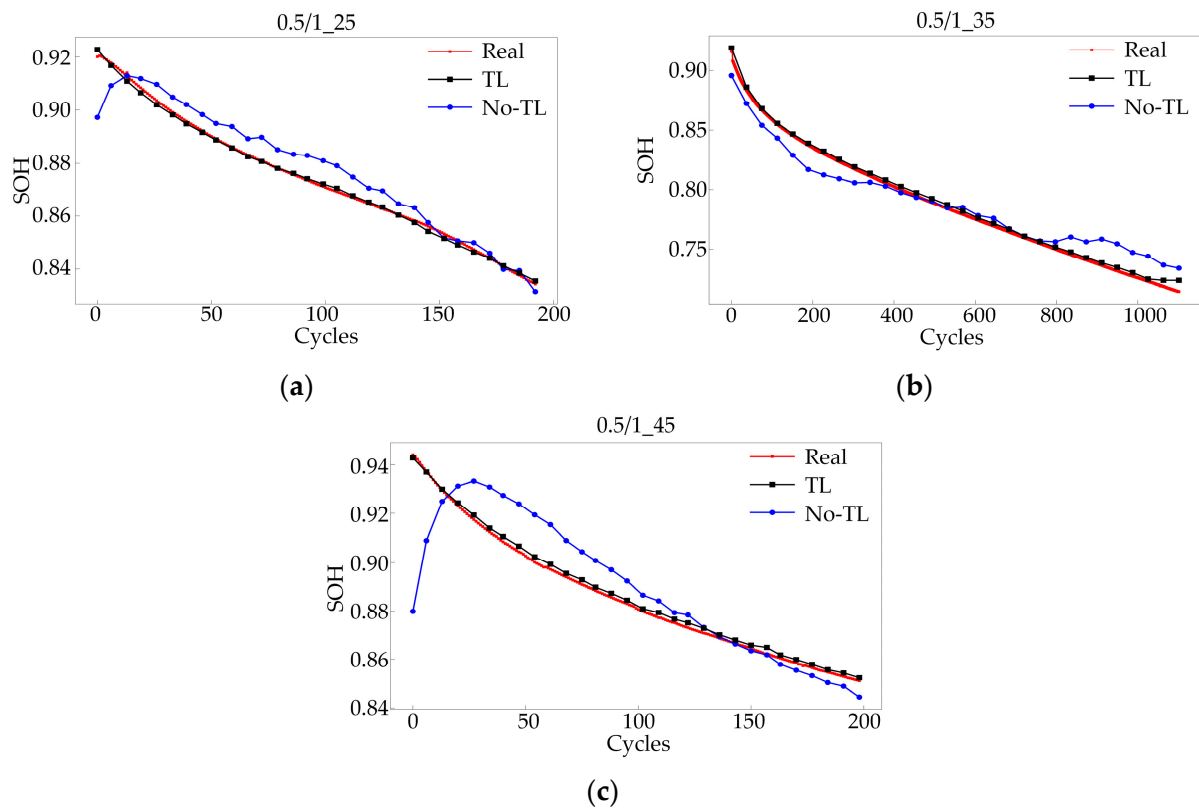 0.5/1_25
0.92
0.90
0.88
0.86
0.84
SOH
Real
TL
No-TL
0
50
100
150
200
Cycles
(a)
0.5/1_35
0.90
0.85
0.80
0.75
SOH
Real
TL
No-TL
0
200
400
600
800
1000
Cycles
(b)
0.5/1_45
0.94
0.92
0.90
0.88
0.86
0.84
SOH
Real
TL
No-TL
0
50
100
150
200
Cycles
(c)